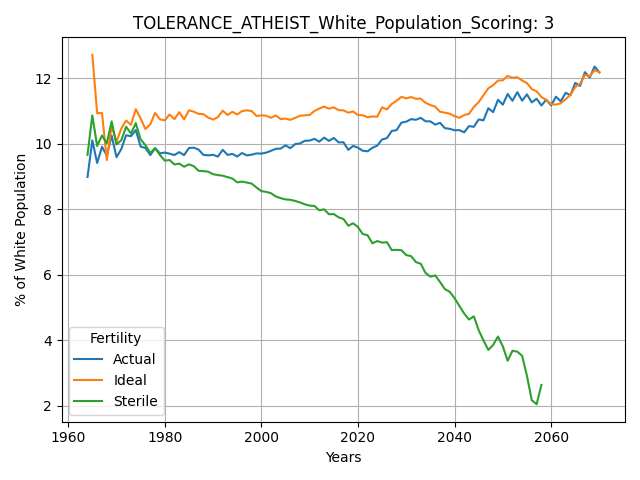 TOLERANCE_ATHEIST_White_Population_Scoring: 3
% of White Population
12
10
8
6
4
2
Fertility
Actual
Ideal
Sterile
1960
1980
2000
2020
2040
2060
Years